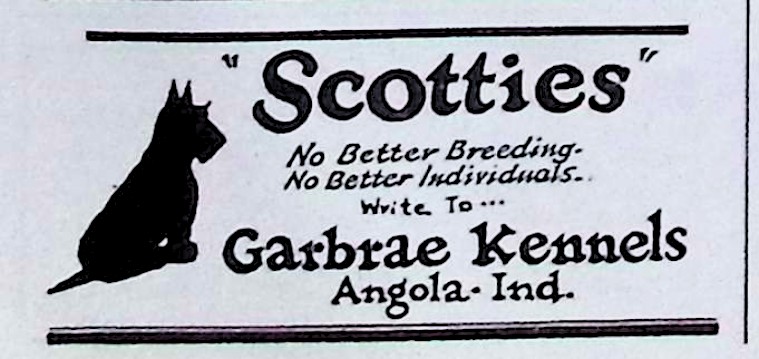 "Scotties"
No Better Breeding-
No Better Individuals-
Write To...
Garbrae Kennels
Angola- Ind.